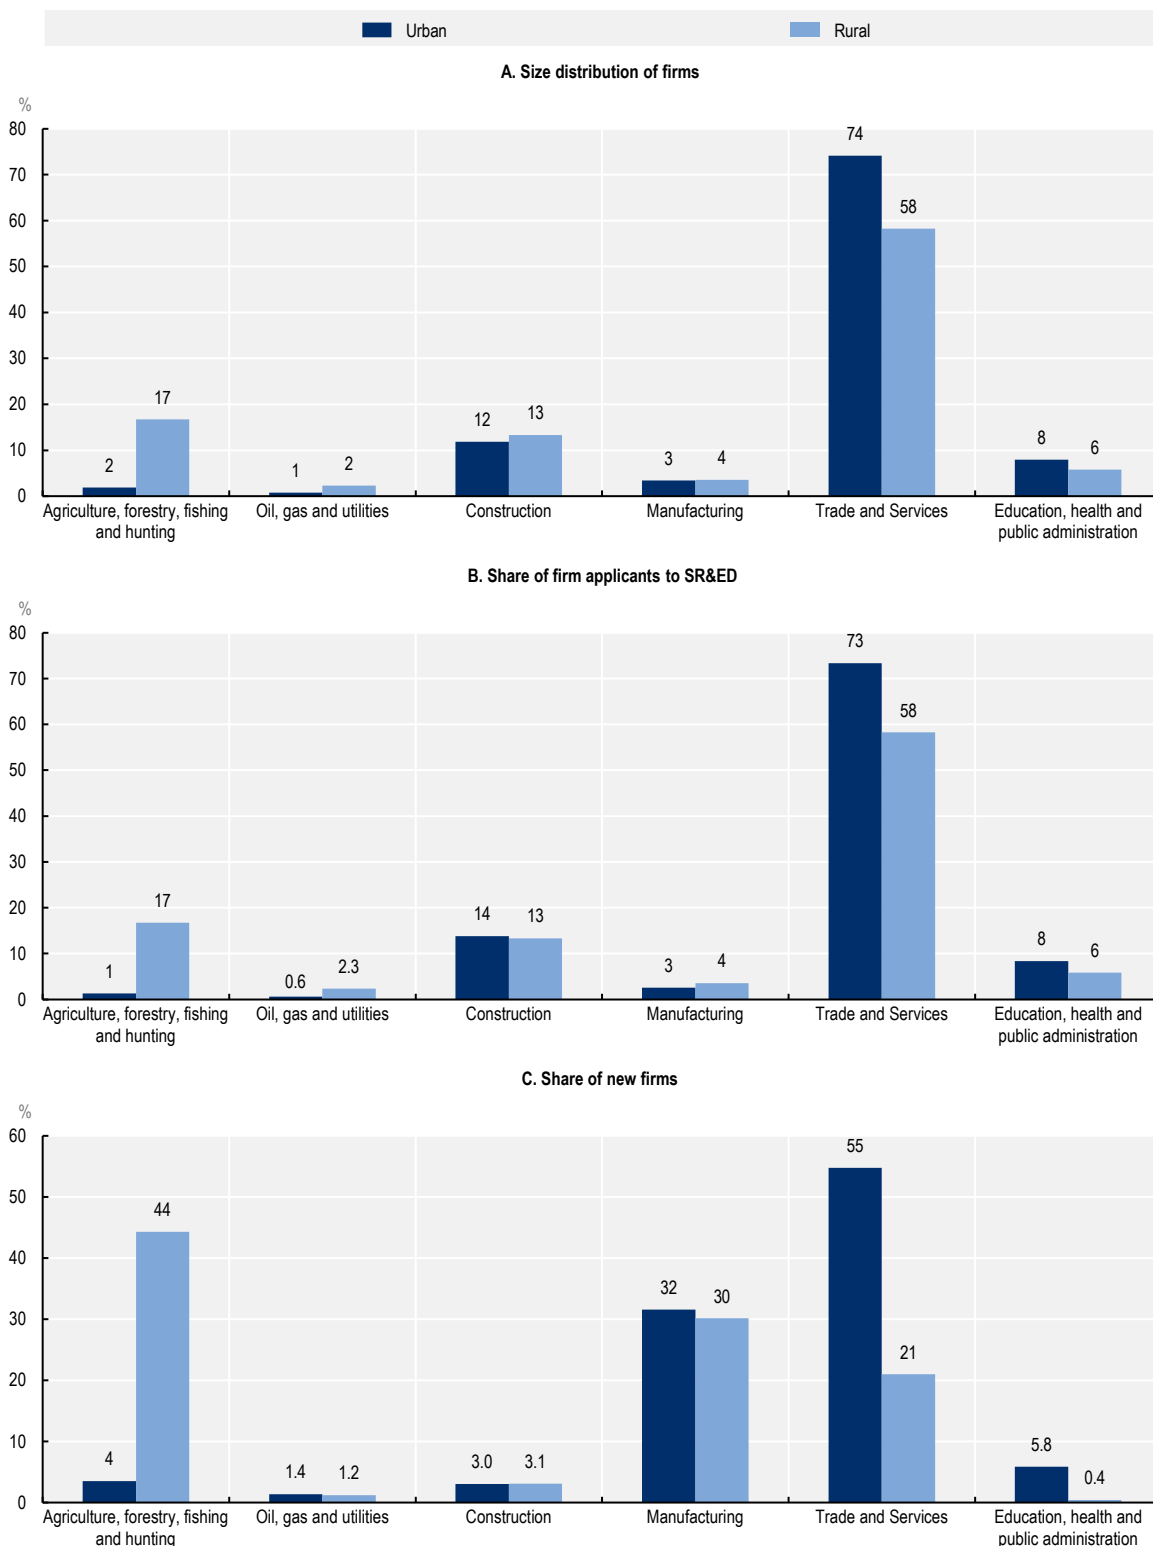 Urban Rural
A. Size distribution of firms
%
80
70
60
50
40
30
20
10
0
2 17 1 2 12 13 3 4 74 58 8 6
Agriculture, forestry, fishing Oil, gas and utilities Construction Manufacturing Trade and Services Education, health and
and hunting public administration
B. Share of firm applicants to SR&ED
%
80
70
60
50
40
30
20
10
0
1 17 0.6 2.3 14 13 3 4 73 58 8 6
Agriculture, forestry, fishing Oil, gas and utilities Construction Manufacturing Trade and Services Education, health and
and hunting public administration
C. Share of new firms
%
60
50
40
30
20
10
0
4 44 1.4 1.2 3.0 3.1 32 30 55 21 5.8 0.4
Agriculture, forestry, fishing Oil, gas and utilities Construction Manufacturing Trade and Services Education, health and
and hunting public administration